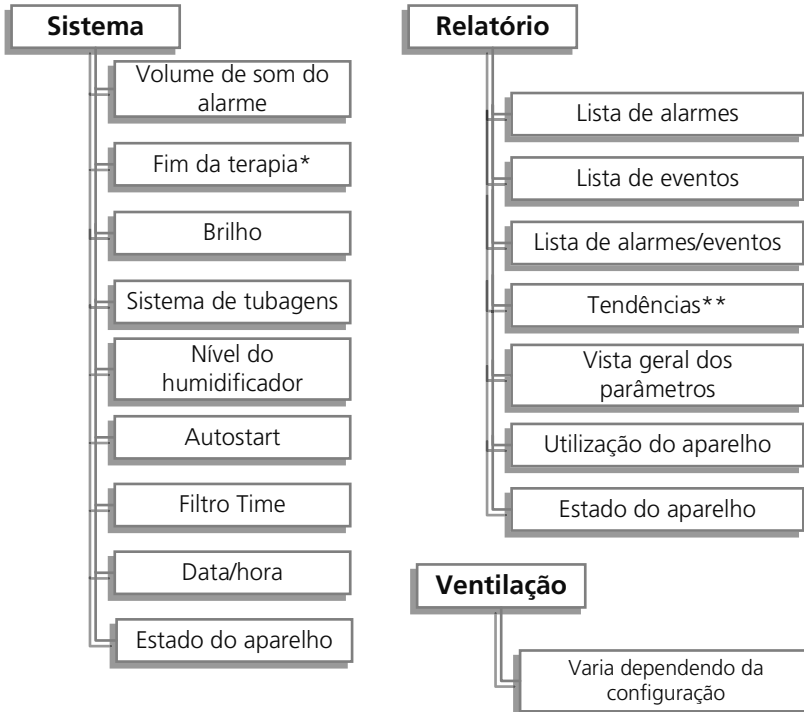 Sistema
Volume de som do
alarme
Fim da terapia*
Brilho
Sistema de tubagens
Nível do
humidificador
Autostart
Filtro Time
Data/hora
Estado do aparelho
Relatório
Lista de alarmes
Lista de eventos
Lista de alarmes/eventos
Tendências**
Vista geral dos
parâmetros
Utilização do aparelho
Estado do aparelho
Ventilação
Varia dependendo da
configuração